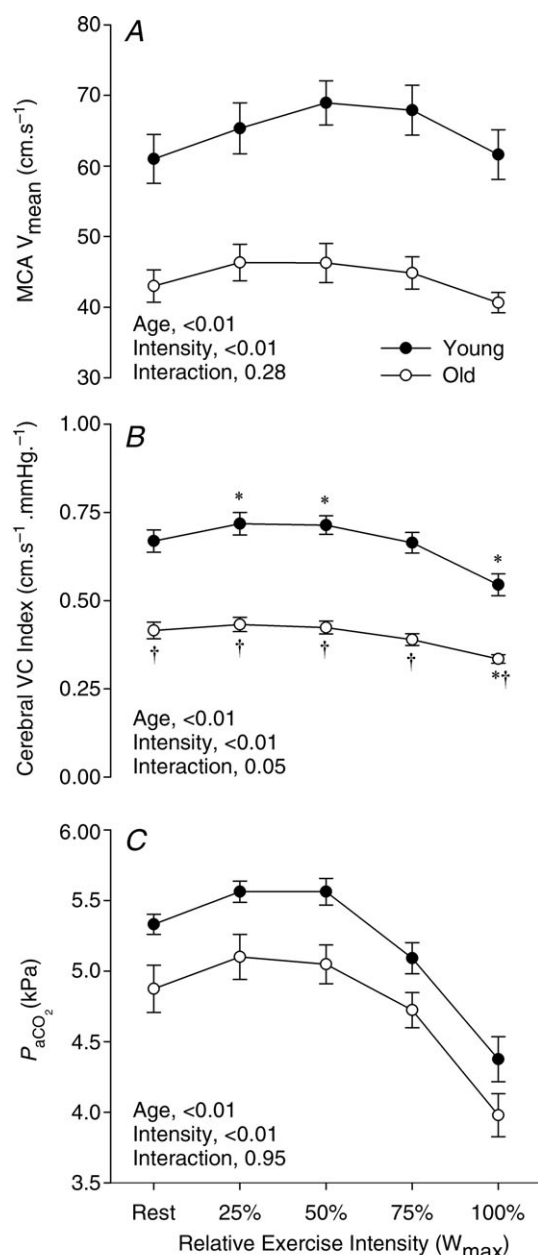 A
80
70
60
50
40
30
MCA V_mean (cm.s⁻¹)
Age, <0.01
Intensity, <0.01
Interaction, 0.28
Young
Old
B
1.00
0.75
0.50
0.25
0.00
Cerebral VC Index (cm.s⁻¹ .mmHg.⁻¹)
* * *
† † † † *†
Age, <0.01
Intensity, <0.01
Interaction, 0.05
C
6.00
5.5
5.0
4.5
4.0
3.5
P_aCO₂(kPa)
Age, <0.01
Intensity, <0.01
Interaction, 0.95
Rest 25% 50% 75% 100%
Relative Exercise Intensity (W_max)